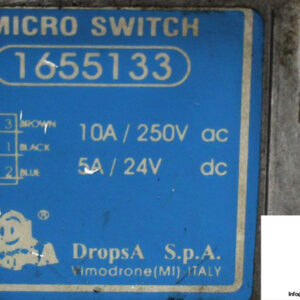 MICRO SWITCH
1655133
3 BROWN
1 BLACK
2 BLUE
10A / 250V ac
5A / 24V dc
®
DropsA S.p.A.
Vimodrone(MI) ITALY